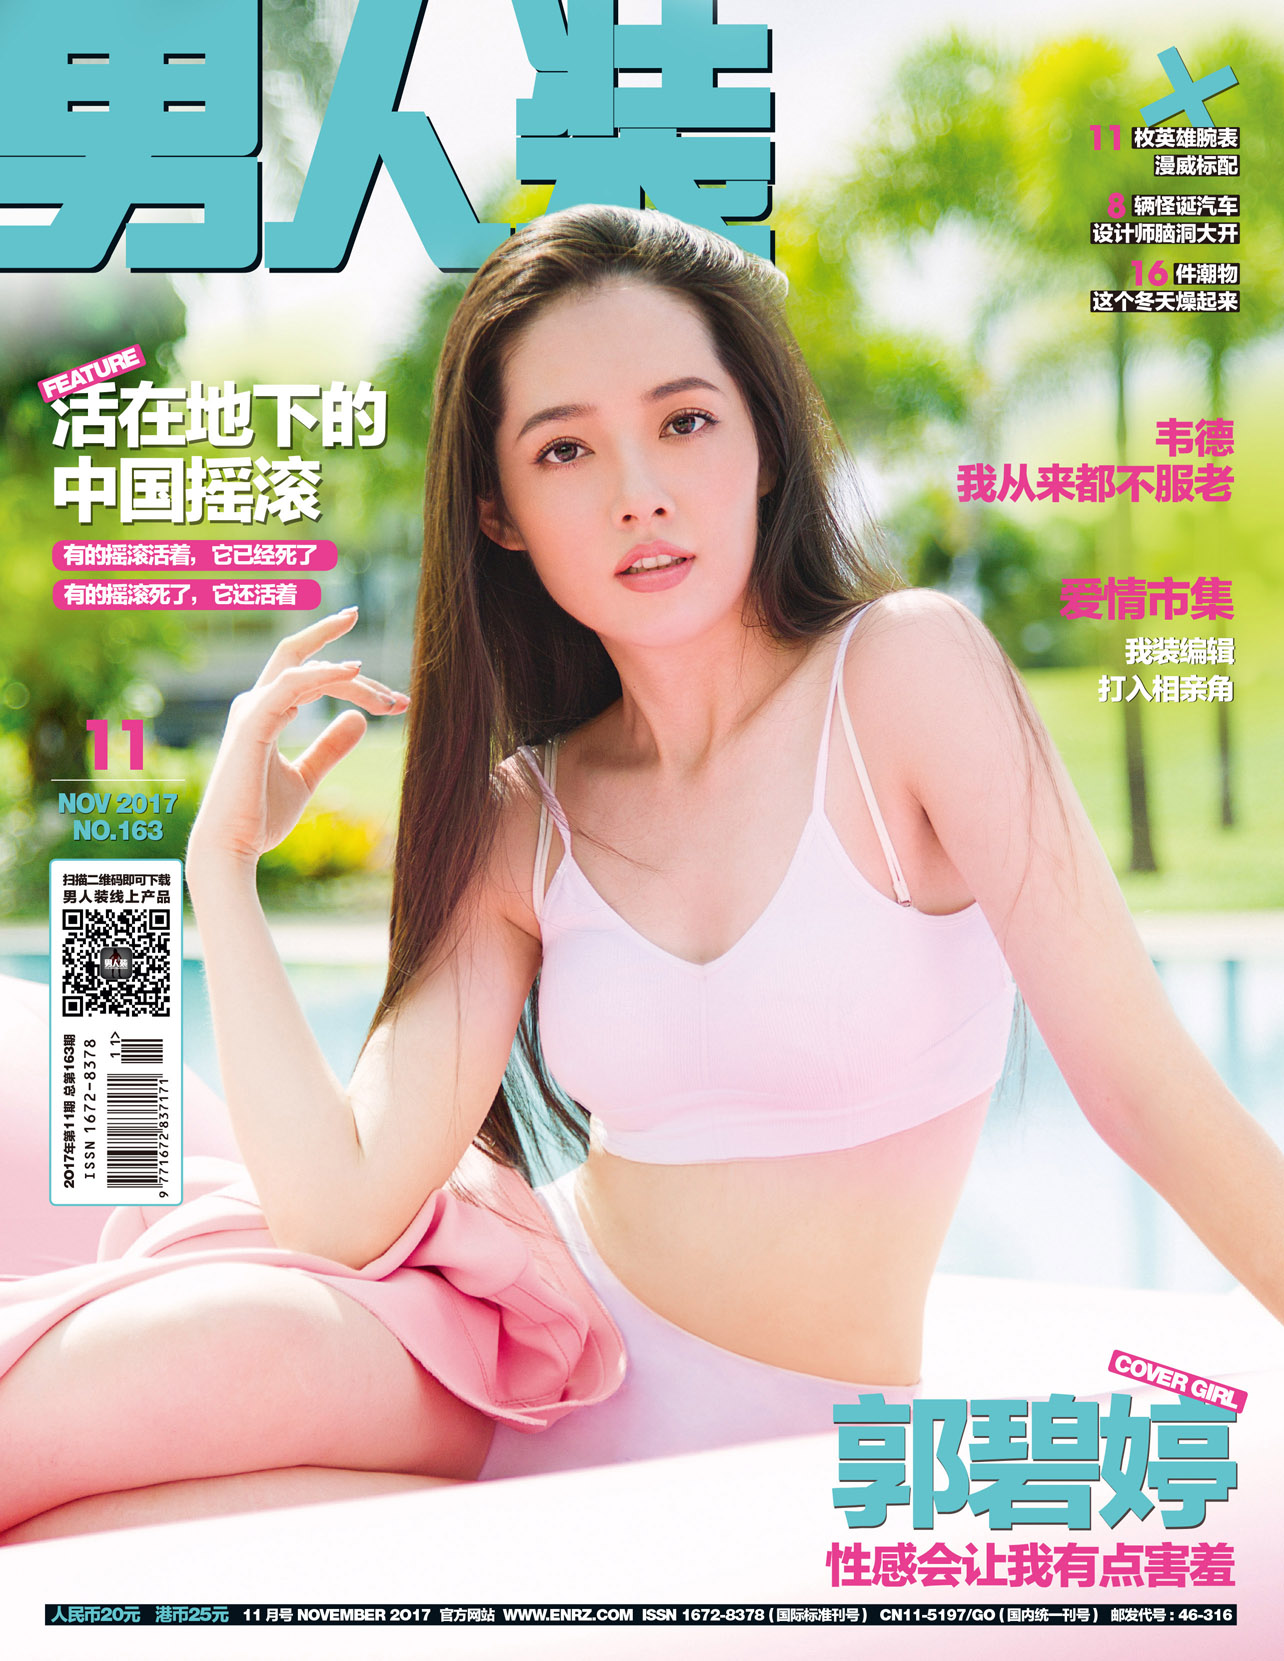 男人装
11 枚英雄腕表
漫威标配
8 辆怪诞汽车
设计师脑洞大开
16 件潮物
这个冬天燥起来
FEATURE
活在地下的
中国摇滚
有的摇滚活着，它已经死了
有的摇滚死了，它还活着
韦德
我从来都不服老
爱情市集
我装编辑
打入相亲角
11
NOV 2017
NO.163
扫描二维码即可下载
男人装线上产品
男人装
2017年第11期 总第163期
ISSN 1672-8378
11>
9 771672 837171
COVER GIRL
郭碧婷
性感会让我有点害羞
人民币20元 港币25元 11 月号 NOVEMBER 2017 官方网站 WWW.ENRZ.COM ISSN 1672-8378 ( 国际标准刊号 ) CN11-5197/GO ( 国内统一刊号 ) 邮发代号 : 46-316